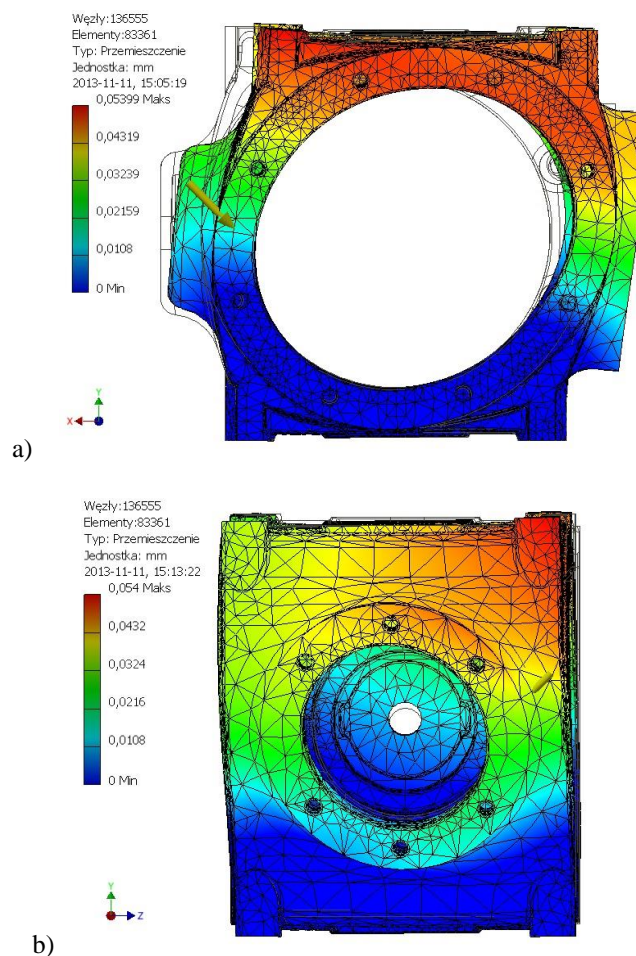 Węzły:136555
Elementy:83361
Typ: Przemieszczenie
Jednostka: mm
2013-11-11, 15:05:19
0,05399 Maks
0,04319
0,03239
0,02159
0,0108
0 Min
Y
X
a)
Węzły:136555
Elementy:83361
Typ: Przemieszczenie
Jednostka: mm
2013-11-11, 15:13:22
0,054 Maks
0,0432
0,0324
0,0216
0,0108
0 Min
Y
Z
b)